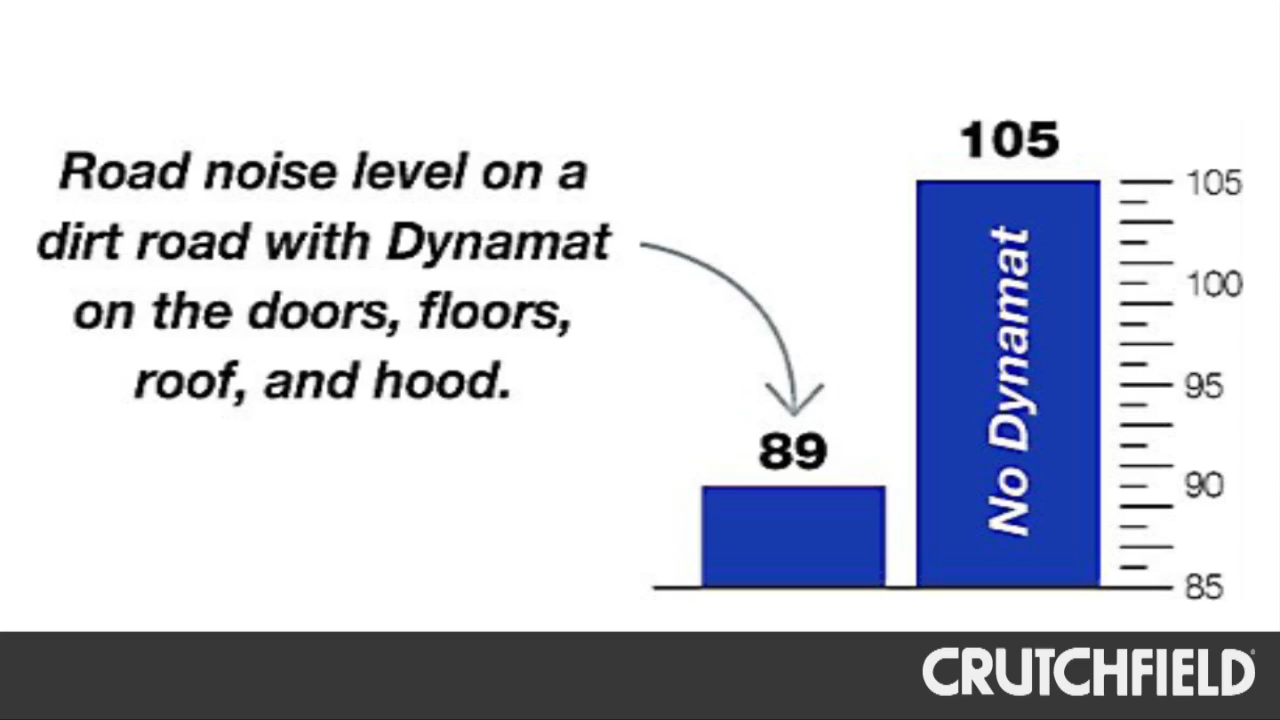 Road noise level on a
dirt road with Dynamat
on the doors, floors,
roof, and hood.
89
105
No Dynamat
105
100
95
90
85
CRUTCHFIELD